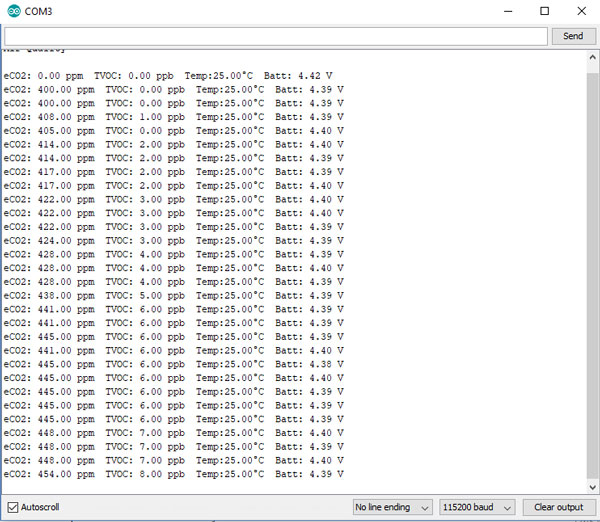 COM3
Send
eCO2: 0.00 ppm  TVOC: 0.00 ppb  Temp:25.00°C  Batt: 4.42 V
eCO2: 400.00 ppm  TVOC: 0.00 ppb  Temp:25.00°C  Batt: 4.39 V
eCO2: 400.00 ppm  TVOC: 0.00 ppb  Temp:25.00°C  Batt: 4.39 V
eCO2: 408.00 ppm  TVOC: 1.00 ppb  Temp:25.00°C  Batt: 4.39 V
eCO2: 405.00 ppm  TVOC: 0.00 ppb  Temp:25.00°C  Batt: 4.40 V
eCO2: 414.00 ppm  TVOC: 2.00 ppb  Temp:25.00°C  Batt: 4.40 V
eCO2: 414.00 ppm  TVOC: 2.00 ppb  Temp:25.00°C  Batt: 4.39 V
eCO2: 417.00 ppm  TVOC: 2.00 ppb  Temp:25.00°C  Batt: 4.39 V
eCO2: 417.00 ppm  TVOC: 2.00 ppb  Temp:25.00°C  Batt: 4.40 V
eCO2: 422.00 ppm  TVOC: 3.00 ppb  Temp:25.00°C  Batt: 4.40 V
eCO2: 422.00 ppm  TVOC: 3.00 ppb  Temp:25.00°C  Batt: 4.40 V
eCO2: 422.00 ppm  TVOC: 3.00 ppb  Temp:25.00°C  Batt: 4.39 V
eCO2: 424.00 ppm  TVOC: 3.00 ppb  Temp:25.00°C  Batt: 4.39 V
eCO2: 428.00 ppm  TVOC: 4.00 ppb  Temp:25.00°C  Batt: 4.39 V
eCO2: 428.00 ppm  TVOC: 4.00 ppb  Temp:25.00°C  Batt: 4.40 V
eCO2: 428.00 ppm  TVOC: 4.00 ppb  Temp:25.00°C  Batt: 4.39 V
eCO2: 438.00 ppm  TVOC: 5.00 ppb  Temp:25.00°C  Batt: 4.39 V
eCO2: 441.00 ppm  TVOC: 6.00 ppb  Temp:25.00°C  Batt: 4.39 V
eCO2: 441.00 ppm  TVOC: 6.00 ppb  Temp:25.00°C  Batt: 4.39 V
eCO2: 445.00 ppm  TVOC: 6.00 ppb  Temp:25.00°C  Batt: 4.39 V
eCO2: 441.00 ppm  TVOC: 6.00 ppb  Temp:25.00°C  Batt: 4.40 V
eCO2: 445.00 ppm  TVOC: 6.00 ppb  Temp:25.00°C  Batt: 4.38 V
eCO2: 445.00 ppm  TVOC: 6.00 ppb  Temp:25.00°C  Batt: 4.40 V
eCO2: 445.00 ppm  TVOC: 6.00 ppb  Temp:25.00°C  Batt: 4.39 V
eCO2: 445.00 ppm  TVOC: 6.00 ppb  Temp:25.00°C  Batt: 4.39 V
eCO2: 445.00 ppm  TVOC: 6.00 ppb  Temp:25.00°C  Batt: 4.39 V
eCO2: 448.00 ppm  TVOC: 7.00 ppb  Temp:25.00°C  Batt: 4.40 V
eCO2: 448.00 ppm  TVOC: 7.00 ppb  Temp:25.00°C  Batt: 4.39 V
eCO2: 448.00 ppm  TVOC: 7.00 ppb  Temp:25.00°C  Batt: 4.40 V
eCO2: 454.00 ppm  TVOC: 8.00 ppb  Temp:25.00°C  Batt: 4.39 V
Autoscroll
No line ending
115200 baud
Clear output